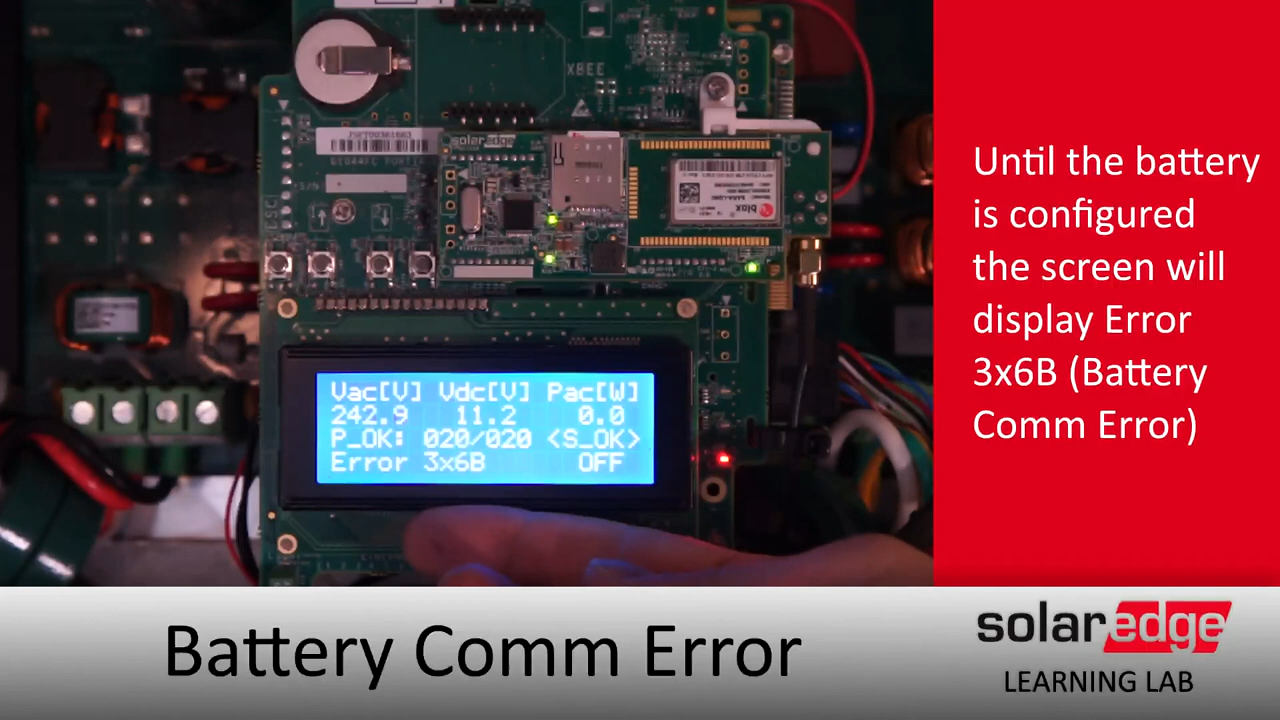 XBEE
solaredge
S/N
ESC
blox
Vac[V] Vdc[V] Pac[W]
242.9 11.2 0.0
P_OK: 020/020 <S_OK>
Error 3x6B OFF
Until the battery
is configured
the screen will
display Error
3x6B (Battery
Comm Error)
Battery Comm Error
solaredge
LEARNING LAB